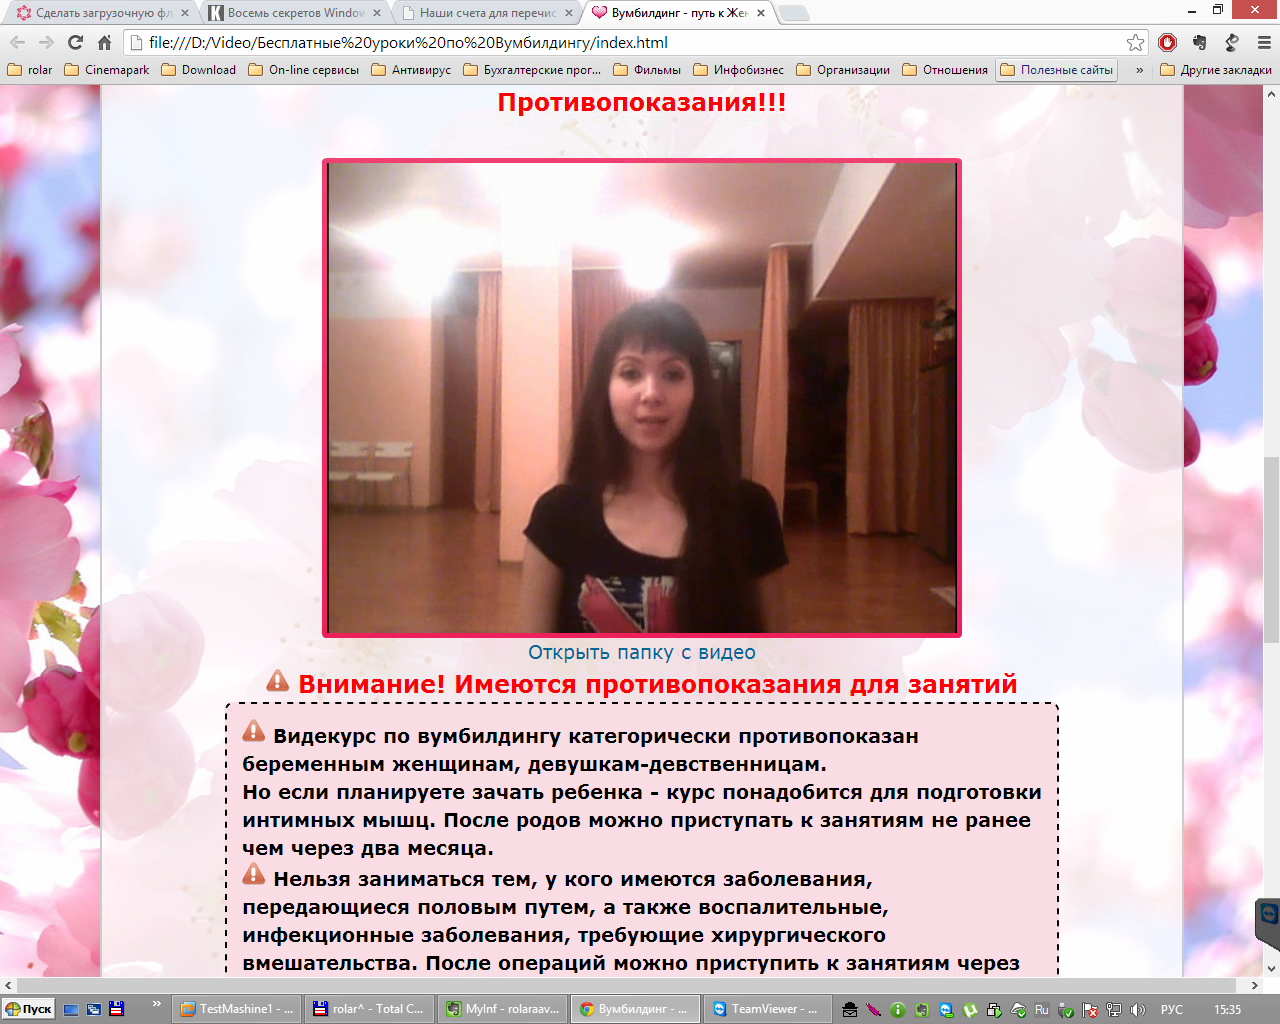 Сделать загрузочную фл
Восемь секретов Window
Наши счета для перечис
Вумбилдинг - путь к Жен
file:///D:/Video/Бесплатные%20уроки%20по%20Вумбилдингу/index.html
rolar
Cinemapark
Download
On-line сервисы
Антивирус
Бухгалтерские прог...
Фильмы
Инфобизнес
Организации
Отношения
Полезные сайты
»
Другие закладки
Противопоказания!!!
Открыть папку с видео
Внимание! Имеются противопоказания для занятий
Видекурс по вумбилдингу категорически противопоказан
беременным женщинам, девушкам-девственницам.
Но если планируете зачать ребенка - курс понадобится для подготовки
интимных мышц. После родов можно приступать к занятиям не ранее
чем через два месяца.
Нельзя заниматься тем, у кого имеются заболевания,
передающиеся половым путем, а также воспалительные,
инфекционные заболевания, требующие хирургического
вмешательства. После операций можно приступить к занятиям через
Пуск
»
TestMashine1 - ...
rolar^ - Total C...
MyInf - rolaraav...
Вумбилдинг - ...
TeamViewer - ...
Ru
РУС
15:35